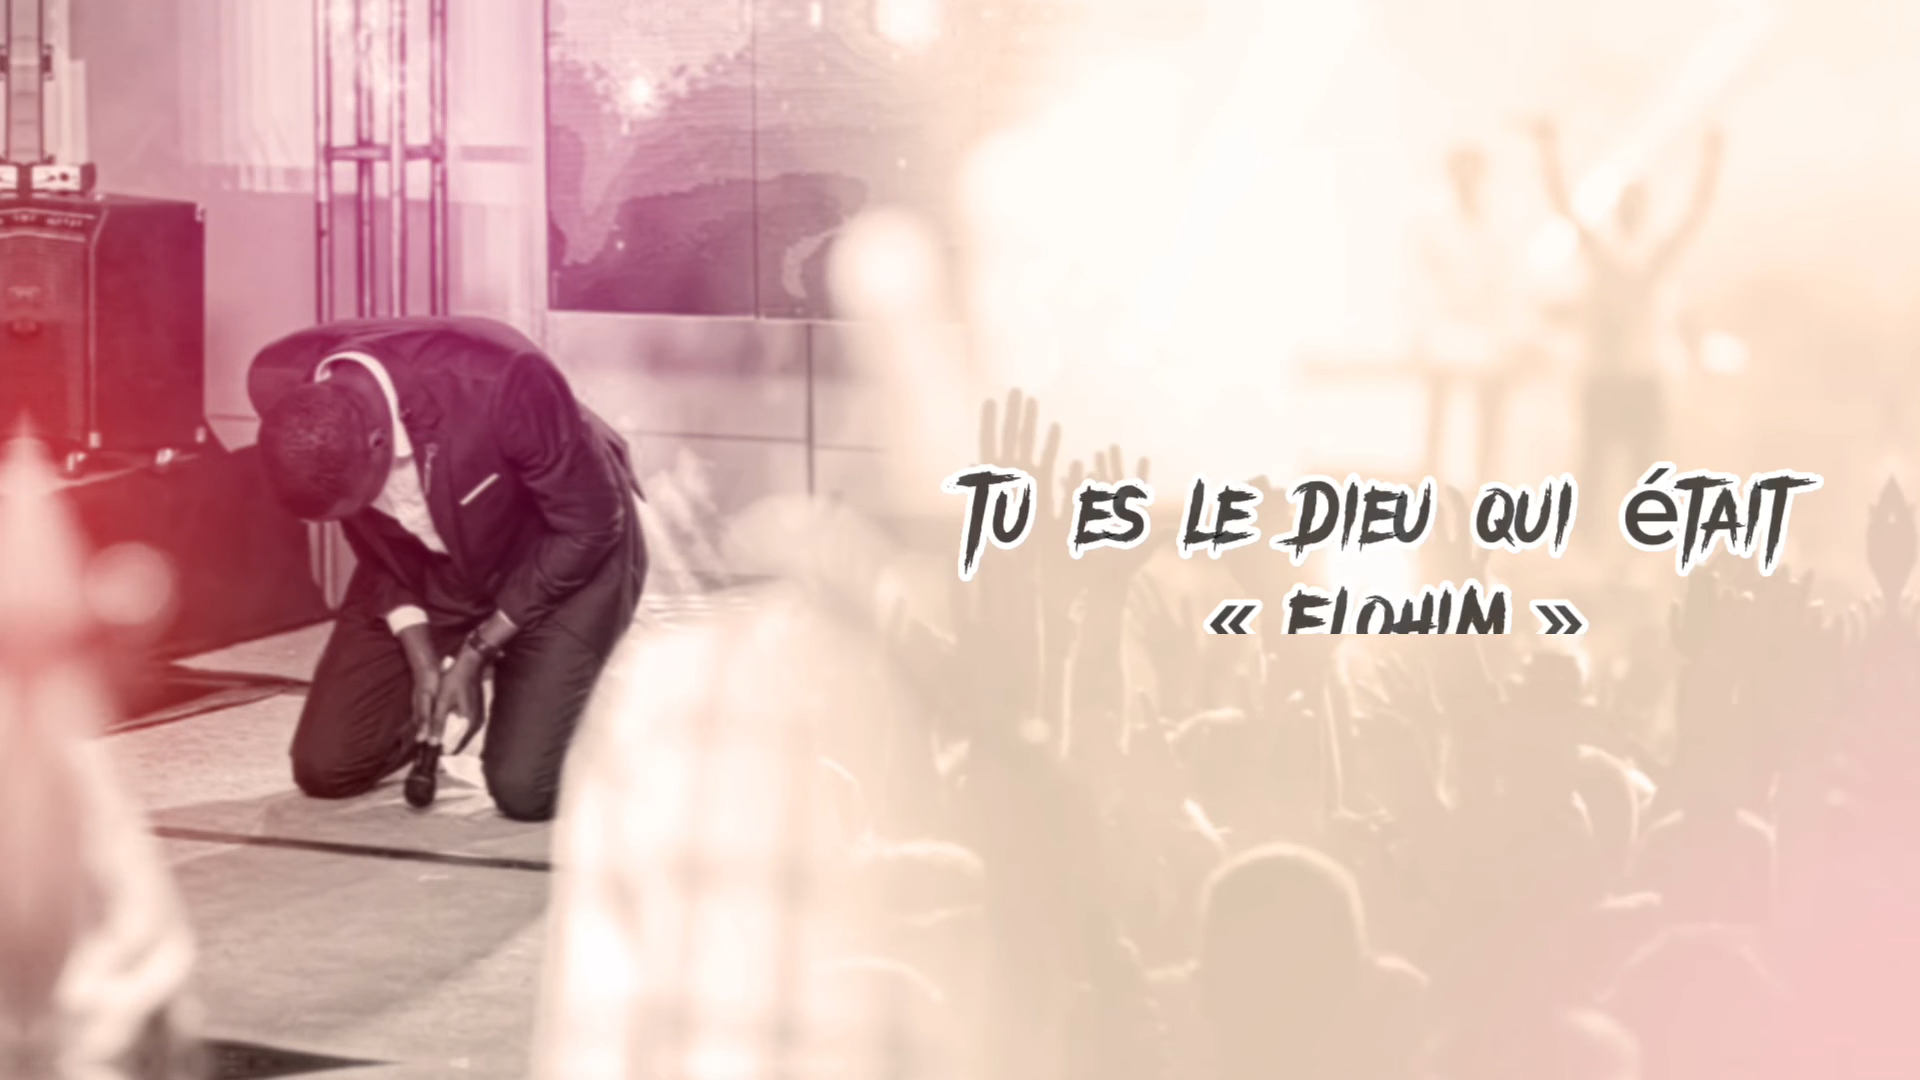 TU ES LE DIEU QUI éTAIT
« ELOHIM »